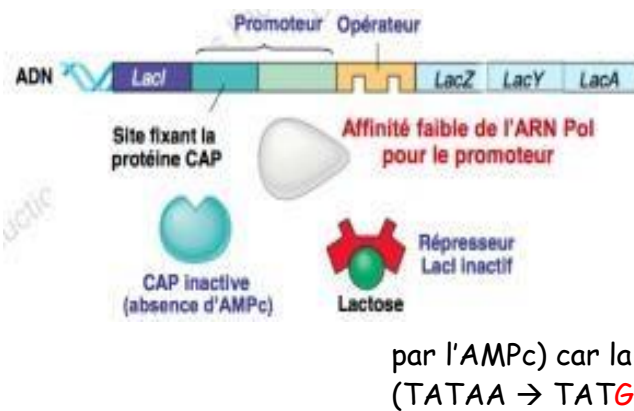 Promoteur Opérateur
ADN LacI LacZ LacY LacA
Site fixant la
protéine CAP
Affinité faible de l'ARN Pol
pour le promoteur
CAP inactive
(absence d'AMPc)
Répresseur
LacI inactif
Lactose
par l'AMPc) car la
(TATAA → TATG